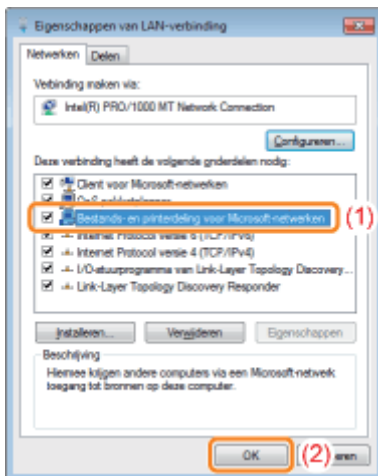 Eigenschappen van LAN-verbinding
Netwerken Delen
Verbinding maken via:
Intel(R) PRO/1000 MT Network Connection
Configureren...
Deze verbinding heeft de volgende onderdelen nodig:
Client voor Microsoft-netwerken
Bestands- en printerdeling voor Microsoft-netwerken (1)
Internet Protocol versie 6 (TCP/IPv6)
Internet Protocol versie 4 (TCP/IPv4)
I/O-stuurprogramma van Link-Layer Topology Discovery...
Link-Layer Topology Discovery Responder
Installeren... Verwijderen Eigenschappen
Beschrijving
Hiermee krijgen andere computers via een Microsoft-netwerk
toegang tot bronnen op deze computer.
OK (2) eren